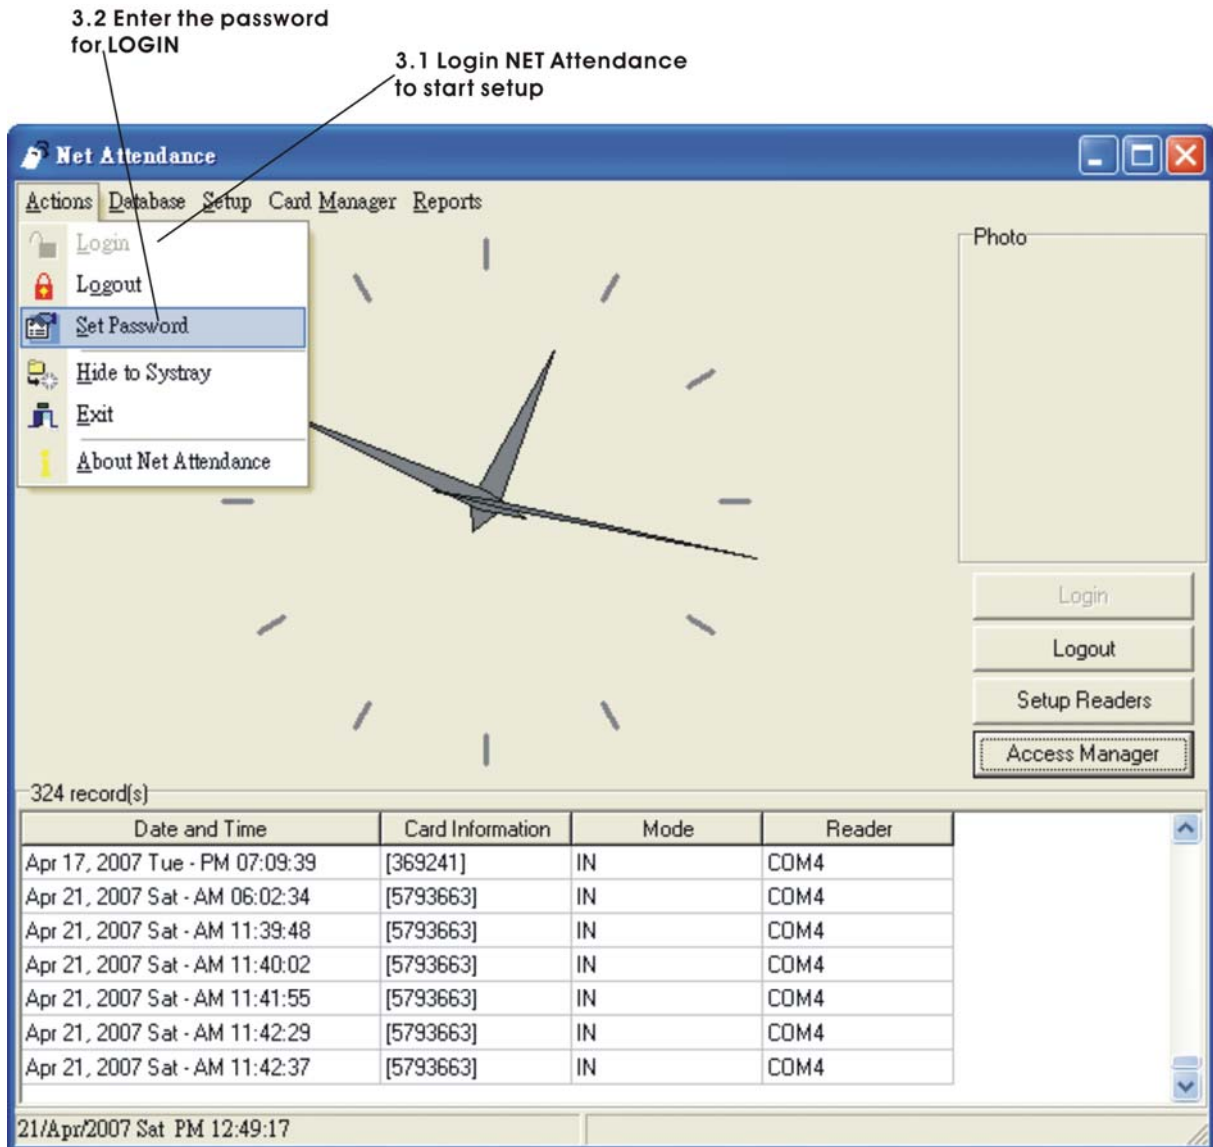 3.2 Enter the password
for LOGIN
3.1 Login NET Attendance
to start setup
Net Attendance
Actions Database Setup Card Manager Reports
Login
Logout
Set Password
Hide to Systray
Exit
About Net Attendance
Photo
Login
Logout
Setup Readers
Access Manager
324 record(s)
Date and Time Card Information Mode Reader
Apr 17, 2007 Tue - PM 07:09:39 [369241] IN COM4
Apr 21, 2007 Sat - AM 06:02:34 [5793663] IN COM4
Apr 21, 2007 Sat - AM 11:39:48 [5793663] IN COM4
Apr 21, 2007 Sat - AM 11:40:02 [5793663] IN COM4
Apr 21, 2007 Sat - AM 11:41:55 [5793663] IN COM4
Apr 21, 2007 Sat - AM 11:42:29 [5793663] IN COM4
Apr 21, 2007 Sat - AM 11:42:37 [5793663] IN COM4
21/Apr/2007 Sat PM 12:49:17